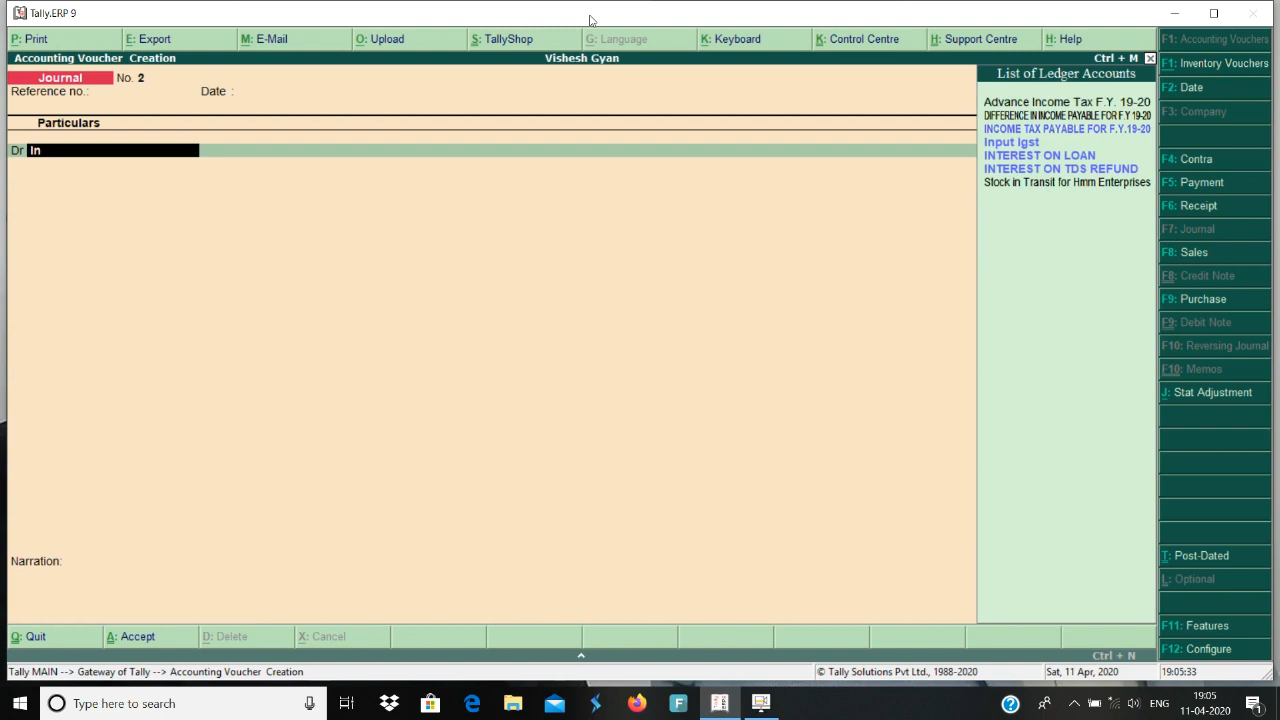 Tally.ERP 9
P: Print E: Export M: E-Mail O: Upload S: TallyShop G: Language K: Keyboard K: Control Centre H: Support Centre H: Help
Accounting Voucher Creation Vishesh Gyan Ctrl + M
Journal No. 2
Reference no.: Date :
Particulars
Dr In
List of Ledger Accounts
Advance Income Tax F.Y. 19-20
DIFFERENCE IN INCOME PAYABLE FOR F Y 19-20
INCOME TAX PAYABLE FOR F.Y.19-20
Input Igst
INTEREST ON LOAN
INTEREST ON TDS REFUND
Stock in Transit for Hmm Enterprises
F1: Accounting Vouchers
F1: Inventory Vouchers
F2: Date
F3: Company
F4: Contra
F5: Payment
F6: Receipt
F7: Journal
F8: Sales
F8: Credit Note
F9: Purchase
F9: Debit Note
F10: Reversing Journal
F10: Memos
J: Stat Adjustment
T: Post-Dated
L: Optional
F11: Features
F12: Configure
Narration:
Q: Quit A: Accept D: Delete X: Cancel
Ctrl + N
Tally MAIN --> Gateway of Tally --> Accounting Voucher Creation © Tally Solutions Pvt Ltd., 1988-2020 Sat, 11 Apr, 2020 19:05:33
Type here to search
ENG
19:05
11-04-2020